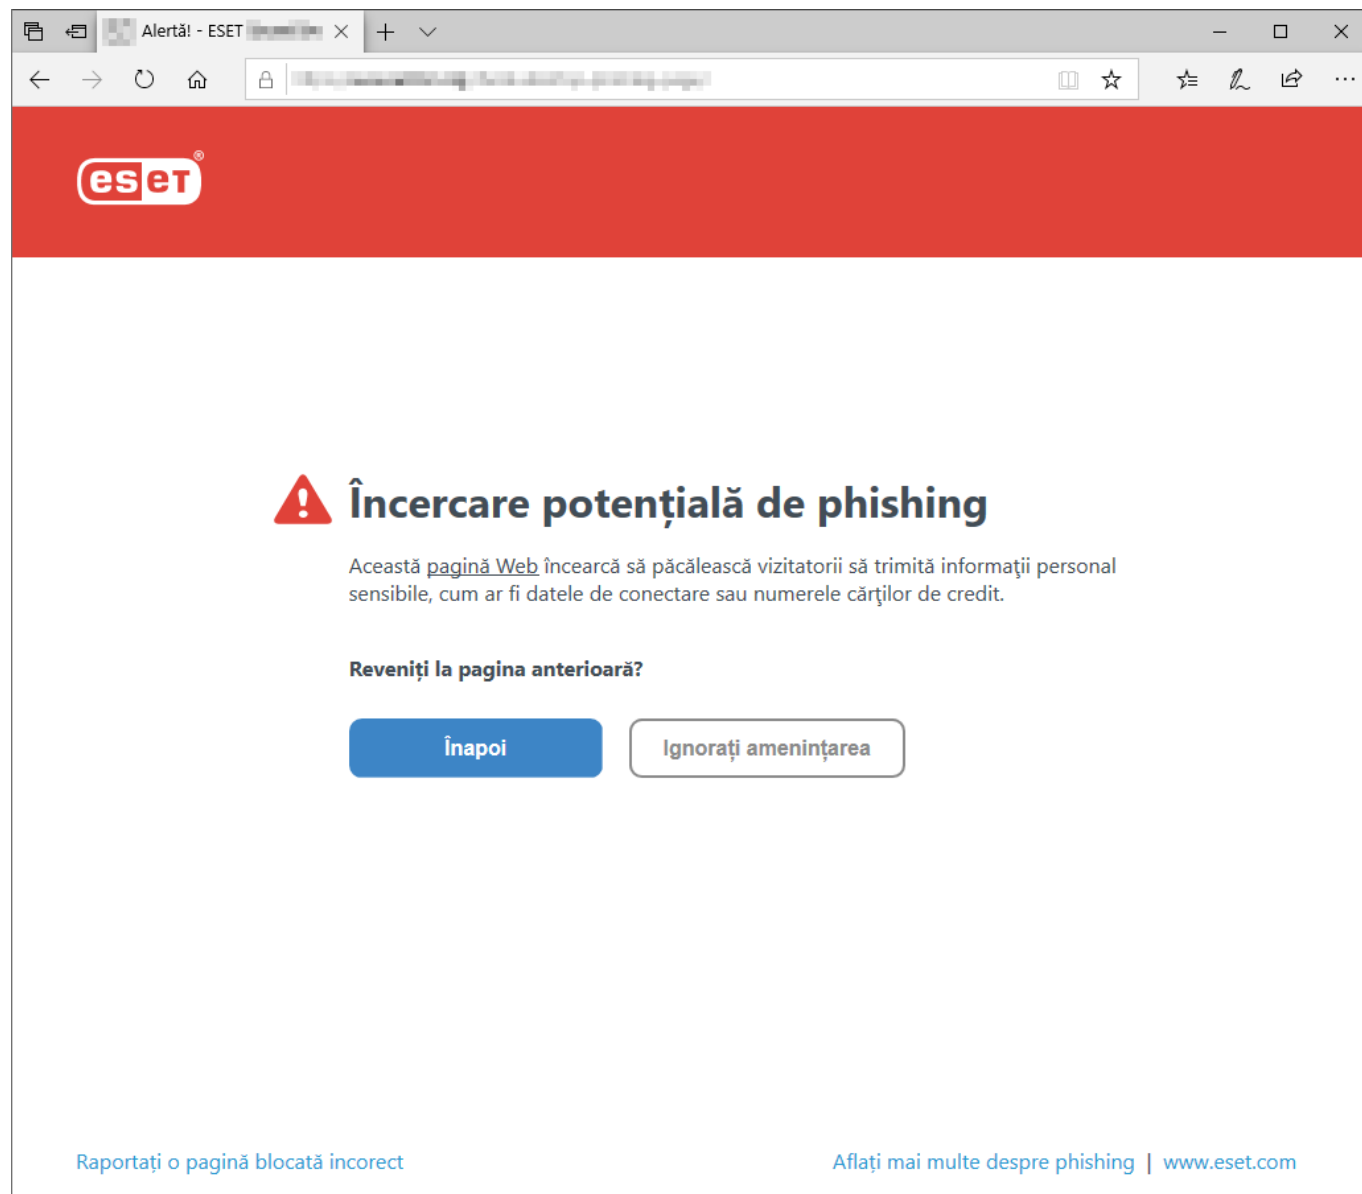 Alertă! - ESET
eseT®
Încercare potențială de phishing
Această pagină Web încearcă să păcălească vizitatorii să trimită informaţii personal
sensibile, cum ar fi datele de conectare sau numerele cărţilor de credit.
Reveniți la pagina anterioară?
Înapoi
Ignorați amenințarea
Raportați o pagină blocată incorect
Aflați mai multe despre phishing | www.eset.com